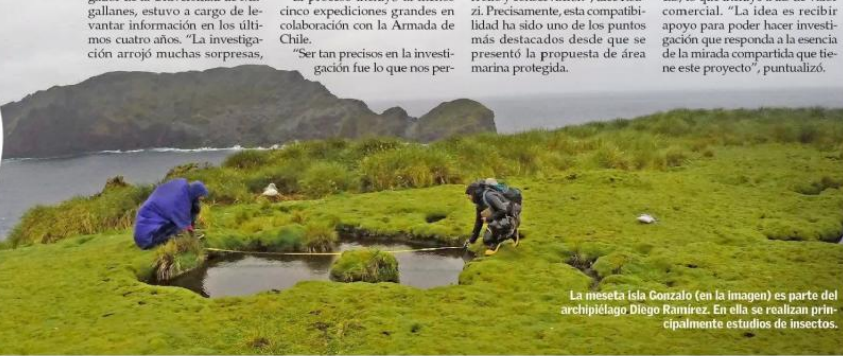 vantar información en los últi-
mos cuatro años. “La investiga-
ción arrojó muchas sorpresas,
cinco expediciones grandes en
colaboración con la Armada de
Chile.
“Ser tan precisos en la investi-
gación fue lo que nos per-
zi. Precisamente, esta compatibi-
lidad ha sido uno de los puntos
más destacados desde que se
presentó la propuesta de área
marina protegida.
comercial. “La idea es recibir
apoyo para poder hacer investi-
gación que responda a la esencia
de la mirada compartida que tie-
ne este proyecto”, puntualizó.
La meseta isla Gonzalo (en la imagen) es parte del
archipiélago Diego Ramírez. En ella se realizan prin-
cipalmente estudios de insectos.